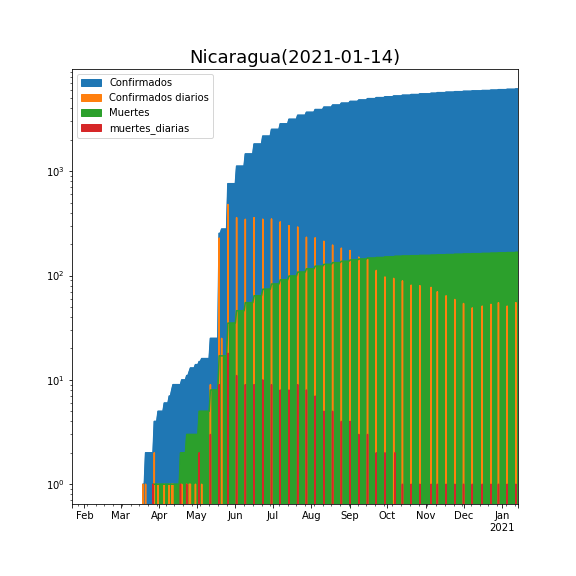 Nicaragua(2021-01-14)
Confirmados
Confirmados diarios
Muertes
muertes_diarias
10³
10²
10¹
10⁰
Feb Mar Apr May Jun Jul Aug Sep Oct Nov Dec Jan
2021